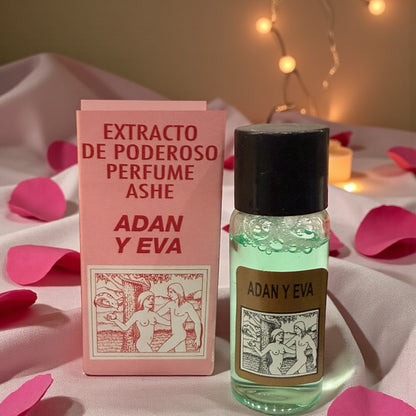 EXTRACTO
DE PODEROSO
PERFUME
ASHE
ADAN
Y EVA
ADAN Y EVA